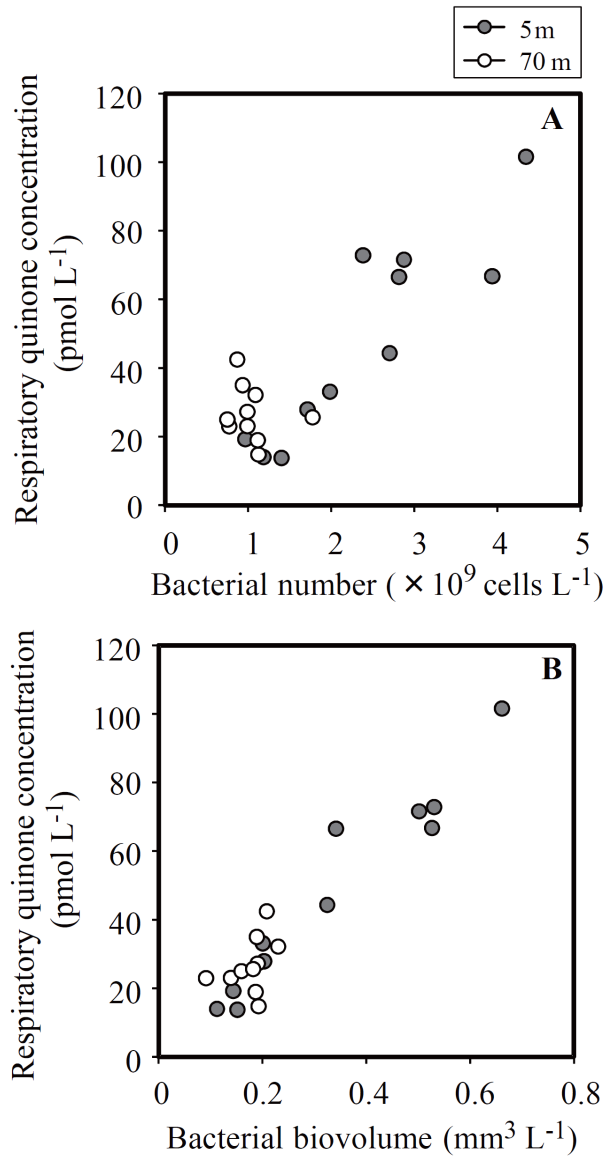 5 m
70 m
A
Respiratory quinone concentration
(pmol L⁻¹)
120
100
80
60
40
20
0
0 1 2 3 4 5
Bacterial number ( × 10⁹ cells L⁻¹)
B
Respiratory quinone concentration
(pmol L⁻¹)
120
100
80
60
40
20
0
0 0.2 0.4 0.6 0.8
Bacterial biovolume (mm³ L⁻¹)